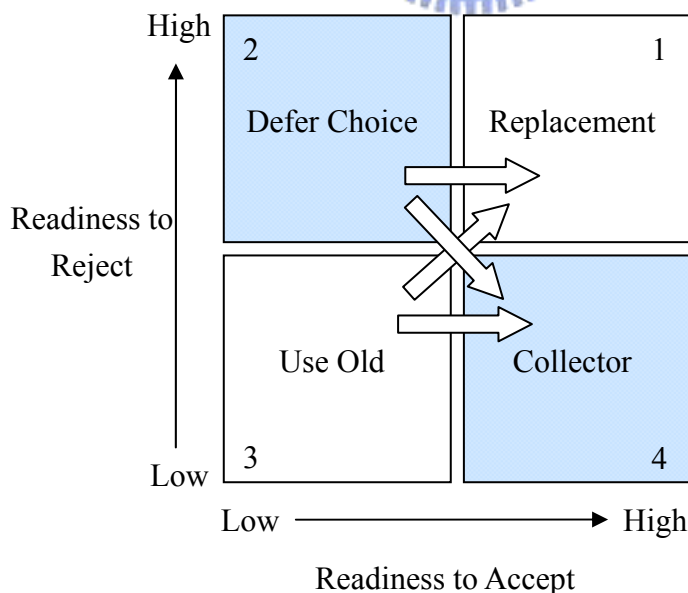 High
2
1
Defer Choice
Replacement
Readiness to
Reject
Use Old
Collector
3
4
Low
Low
High
Readiness to Accept